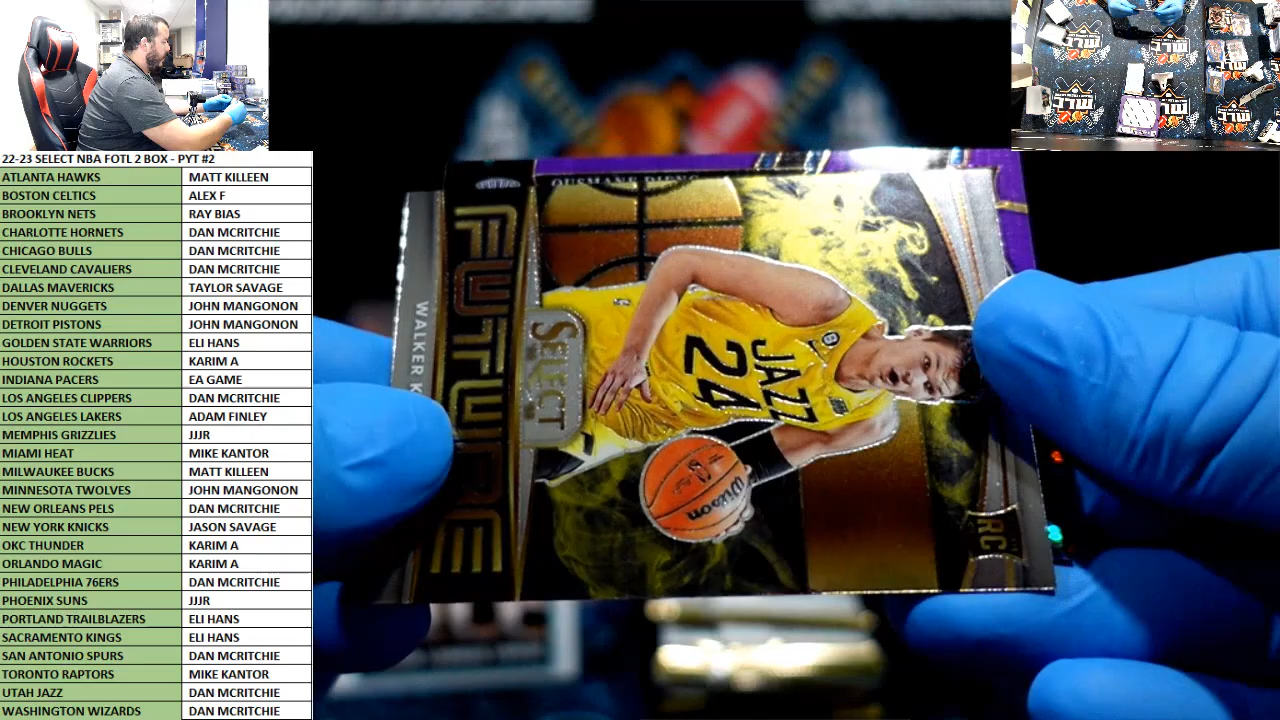 22-23 SELECT NBA FOTL 2 BOX - PYT #2
ATLANTA HAWKS MATT KILLEEN
BOSTON CELTICS ALEX F
BROOKLYN NETS RAY BIAS
CHARLOTTE HORNETS DAN MCRITCHIE
CHICAGO BULLS DAN MCRITCHIE
CLEVELAND CAVALIERS DAN MCRITCHIE
DALLAS MAVERICKS TAYLOR SAVAGE
DENVER NUGGETS JOHN MANGONON
DETROIT PISTONS JOHN MANGONON
GOLDEN STATE WARRIORS ELI HANS
HOUSTON ROCKETS KARIM A
INDIANA PACERS EA GAME
LOS ANGELES CLIPPERS DAN MCRITCHIE
LOS ANGELES LAKERS ADAM FINLEY
MEMPHIS GRIZZLIES JJJR
MIAMI HEAT MIKE KANTOR
MILWAUKEE BUCKS MATT KILLEEN
MINNESOTA TWOLVES JOHN MANGONON
NEW ORLEANS PELS DAN MCRITCHIE
NEW YORK KNICKS JASON SAVAGE
OKC THUNDER KARIM A
ORLANDO MAGIC KARIM A
PHILADELPHIA 76ERS DAN MCRITCHIE
PHOENIX SUNS JJJR
PORTLAND TRAILBLAZERS ELI HANS
SACRAMENTO KINGS ELI HANS
SAN ANTONIO SPURS DAN MCRITCHIE
TORONTO RAPTORS MIKE KANTOR
UTAH JAZZ DAN MCRITCHIE
WASHINGTON WIZARDS DAN MCRITCHIE
OUSMANE DIENG
FUTURE
SELECT
WALKER K
JAZZ
24
Wilson
RC